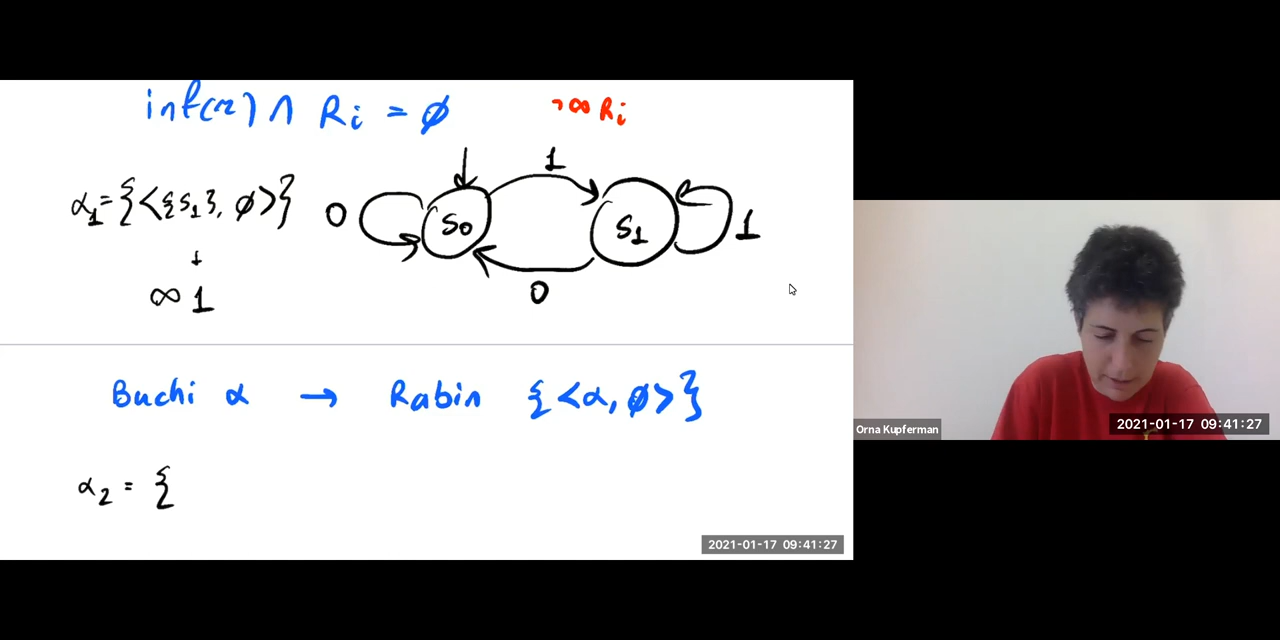 inf(r) ∩ Ri = ∅
¬∞ Ri
α1 = {<{s1}, ∅>}
↓
∞ 1
0
S0
1
S1
1
0
Buchi α → Rabin {<α, ∅>}
α2 = {
Orna Kupferman
2021-01-17 09:41:27
2021-01-17 09:41:27